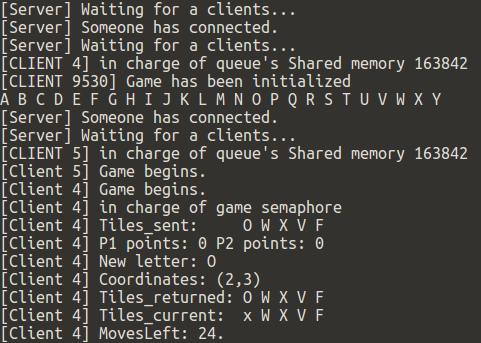 [Server] Waiting for a clients...
[Server] Someone has connected.
[Server] Waiting for a clients...
[CLIENT 4] in charge of queue's Shared memory 163842
[CLIENT 9530] Game has been initialized
A B C D E F G H I J K L M N O P Q R S T U V W X Y
[Server] Someone has connected.
[Server] Waiting for a clients...
[CLIENT 5] in charge of queue's Shared memory 163842
[Client 5] Game begins.
[Client 4] Game begins.
[Client 4] in charge of game semaphore
[Client 4] Tiles_sent:    O W X V F
[Client 4] P1 points: 0 P2 points: 0
[Client 4] New letter: O
[Client 4] Coordinates: (2,3)
[Client 4] Tiles_returned: O W X V F
[Client 4] Tiles_current:  x W X V F
[Client 4] MovesLeft: 24.